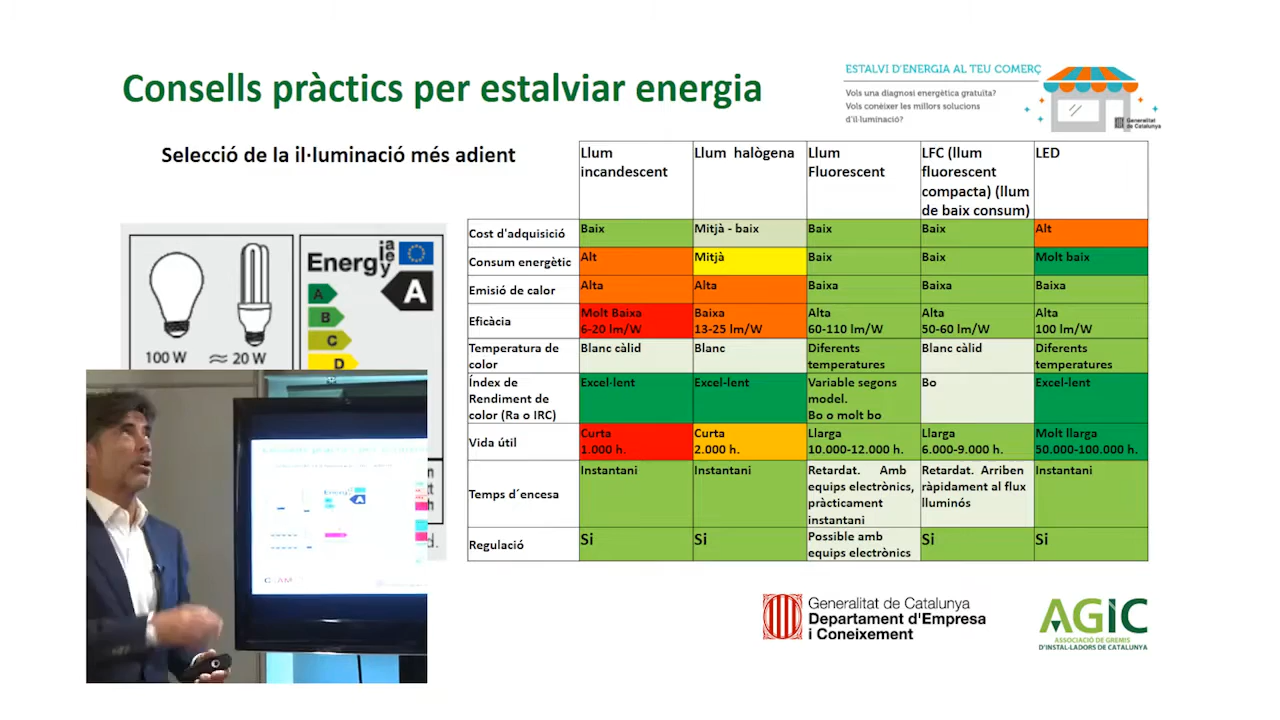 Consells pràctics per estalviar energia
ESTALVI D'ENERGIA AL TEU COMERÇ
Vols una diagnosi energètica gratuïta?
Vols conèixer les millors solucions
d'il·luminació?
Generalitat
de Catalunya
Selecció de la il·luminació més adient
Llum
incandescent
Llum halògena
Llum
Fluorescent
LFC (llum
fluorescent
compacta) (llum
de baix consum)
LED
Cost d'adquisició
Baix
Mitjà - baix
Baix
Baix
Alt
Consum energètic
Alt
Mitjà
Baix
Baix
Molt baix
Emisió de calor
Alta
Alta
Baixa
Baixa
Baixa
Eficàcia
Molt Baixa
6-20 lm/W
Baixa
13-25 lm/W
Alta
60-110 lm/W
Alta
50-60 lm/W
Alta
100 lm/W
Temperatura de
color
Blanc càlid
Blanc
Diferents
temperatures
Blanc càlid
Diferents
temperatures
Índex de
Rendiment de
color (Ra o IRC)
Excel·lent
Excel-lent
Variable segons
model.
Bo o molt bo
Bo
Excel-lent
Vida útil
Curta
1.000 h.
Curta
2.000 h.
Llarga
10.000-12.000 h.
Llarga
6.000-9.000 h.
Molt llarga
50.000-100.000 h.
Temps d´encesa
Instantani
Instantani
Retardat. Amb
equips electrònics,
pràcticament
instantani
Retardat. Arriben
ràpidament al flux
lluminós
Instantani
Regulació
Si
Si
Possible amb
equips electrònics
Si
Si
100 W ≈ 20 W
Energ
ia
ie
y
A
A
B
C
D
Energ
A
Generalitat de Catalunya
Departament d'Empresa
i Coneixement
AGIC
ASSOCIACIÓ DE GREMIS
D'INSTAL·LADORS DE CATALUNYA